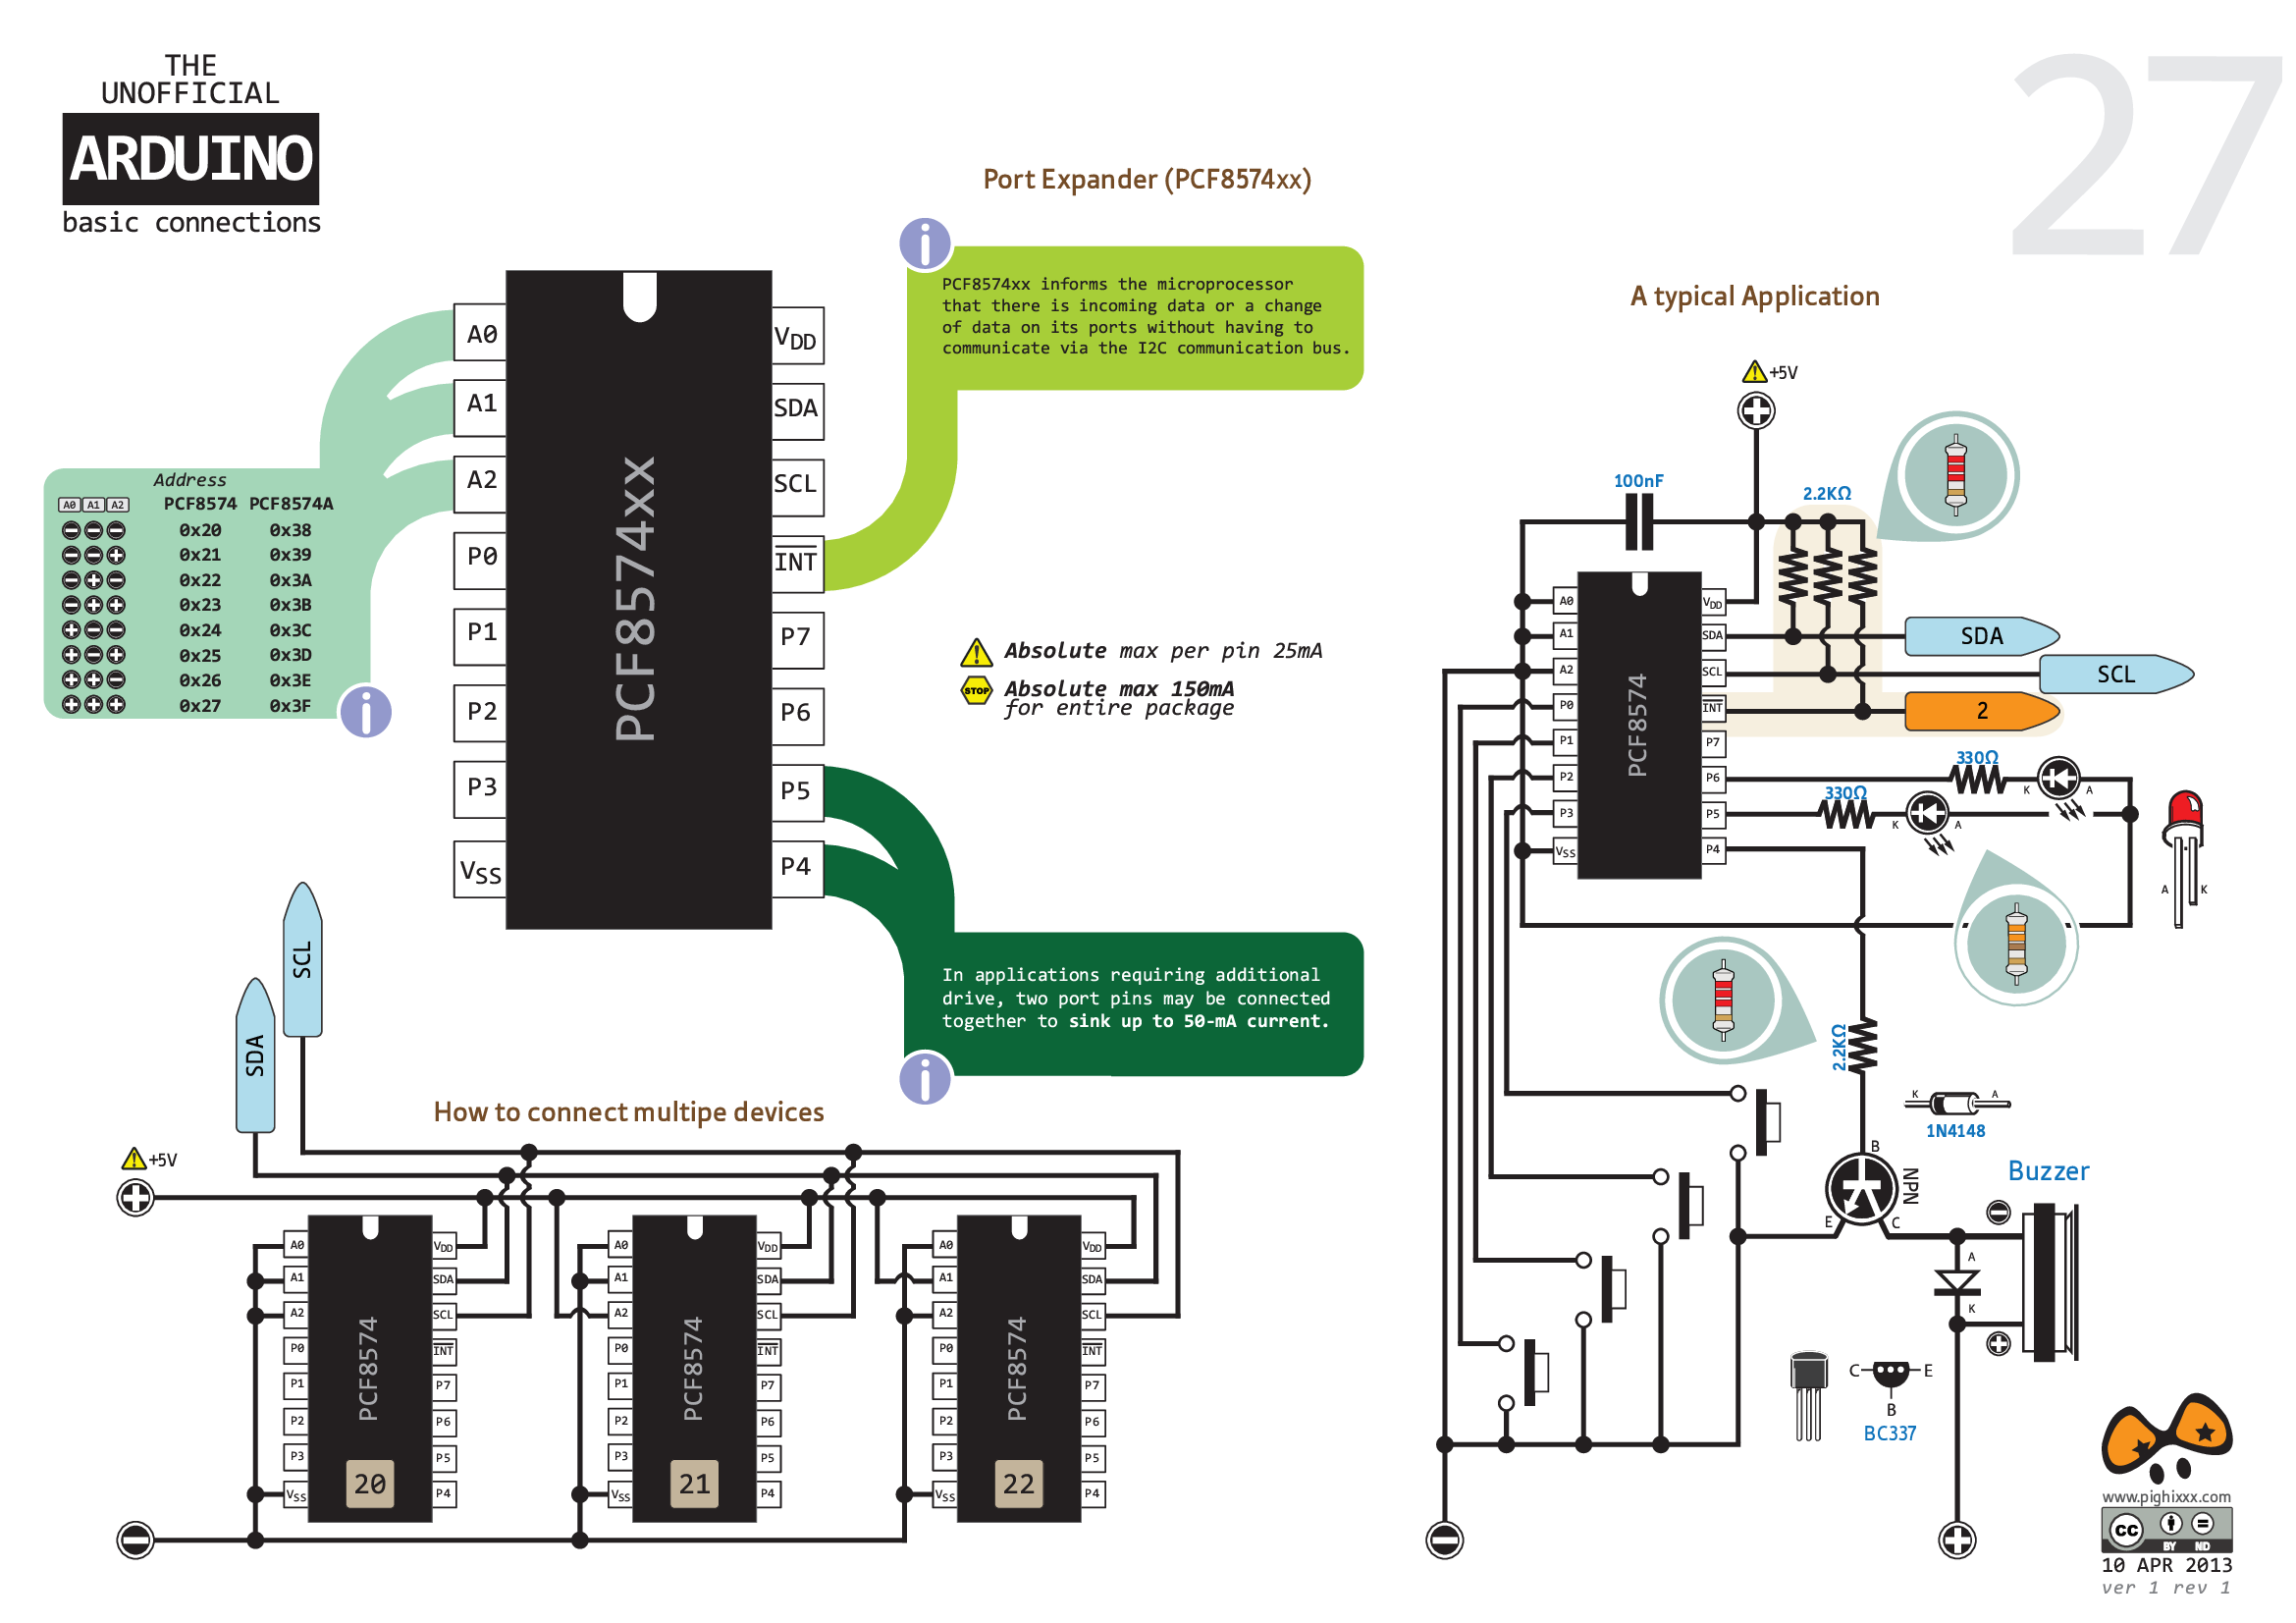 THE
UNOFFICIAL
ARDUINO
basic connections
27
Port Expander (PCF8574xx)
PCF8574xx informs the microprocessor
that there is incoming data or a change
of data on its ports without having to
communicate via the I2C communication bus.
A0
A1
A2
P0
P1
P2
P3
VSS
PCF8574xx
VDD
SDA
SCL
INT
P7
P6
P5
P4
Address
A0 A1 A2 PCF8574 PCF8574A
0x20 0x38
0x21 0x39
0x22 0x3A
0x23 0x3B
0x24 0x3C
0x25 0x3D
0x26 0x3E
0x27 0x3F
Absolute max per pin 25mA
STOP
Absolute max 150mA
for entire package
In applications requiring additional
drive, two port pins may be connected
together to sink up to 50-mA current.
How to connect multipe devices
SCL
SDA
+5V
A0
A1
A2
P0
P1
P2
P3
VSS
PCF8574
20
VDD
SDA
SCL
INT
P7
P6
P5
P4
A0
A1
A2
P0
P1
P2
P3
VSS
PCF8574
21
VDD
SDA
SCL
INT
P7
P6
P5
P4
A0
A1
A2
P0
P1
P2
P3
VSS
PCF8574
22
VDD
SDA
SCL
INT
P7
P6
P5
P4
A typical Application
+5V
100nF
2.2KΩ
A0
A1
A2
P0
P1
P2
P3
VSS
PCF8574
VDD
SDA
SCL
INT
P7
P6
P5
P4
SDA
SCL
2
330Ω
K A
330Ω
K A
A K
2.2KΩ
K A
1N4148
B
NPN
E C
Buzzer
A
K
C E
B
BC337
www.pighixxx.com
cc
BY ND
10 APR 2013
ver 1 rev 1